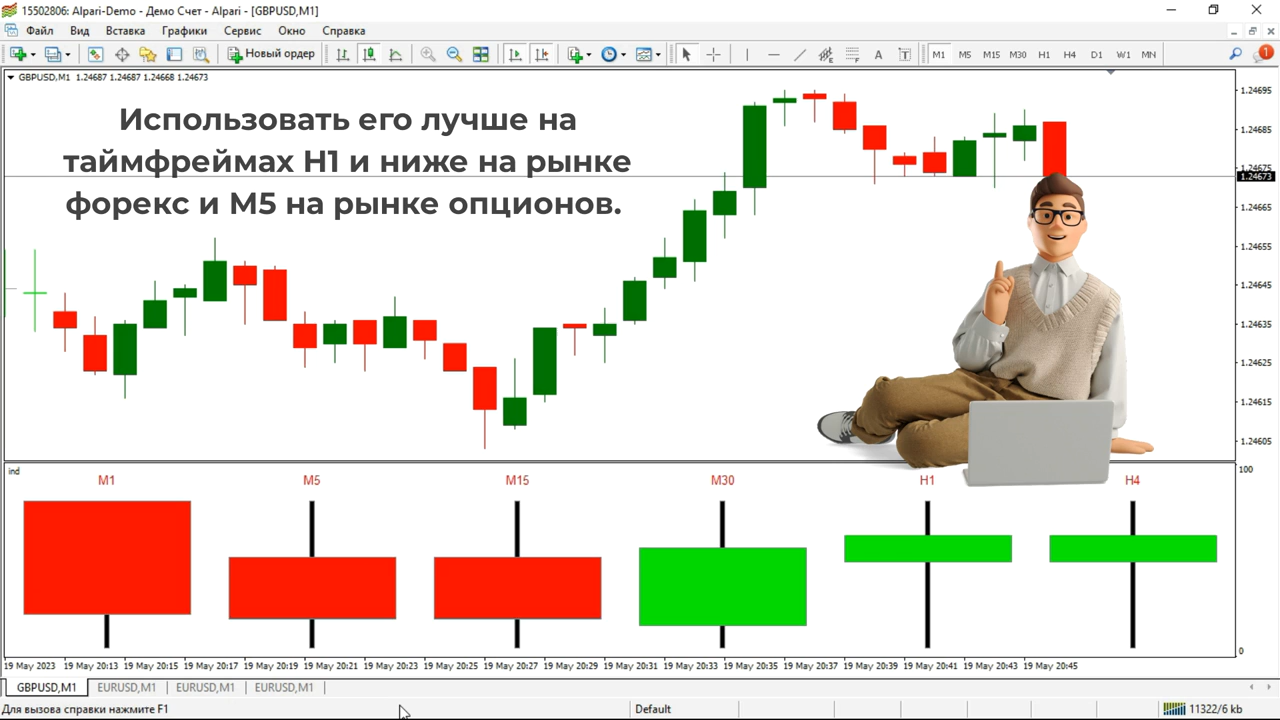 15502806: Alpari-Demo - Демо Счет - Alpari - [GBPUSD,M1]
Файл Вид Вставка Графики Сервис Окно Справка
Новый ордер A T M1 M5 M15 M30 H1 H4 D1 W1 MN 1
GBPUSD,M1 1.24687 1.24687 1.24668 1.24673
Использовать его лучше на
таймфреймах H1 и ниже на рынке
форекс и M5 на рынке опционов.
1.24695
1.24685
1.24675
1.24673
1.24665
1.24655
1.24645
1.24635
1.24625
1.24615
1.24605
ind
100
M1 M5 M15 M30 H1 H4
0
19 May 2023 19 May 20:13 19 May 20:15 19 May 20:17 19 May 20:19 19 May 20:21 19 May 20:23 19 May 20:25 19 May 20:27 19 May 20:29 19 May 20:31 19 May 20:33 19 May 20:35 19 May 20:37 19 May 20:39 19 May 20:41 19 May 20:43 19 May 20:45
GBPUSD,M1 EURUSD,M1 EURUSD,M1 EURUSD,M1
Для вызова справки нажмите F1 Default 11322/6 kb